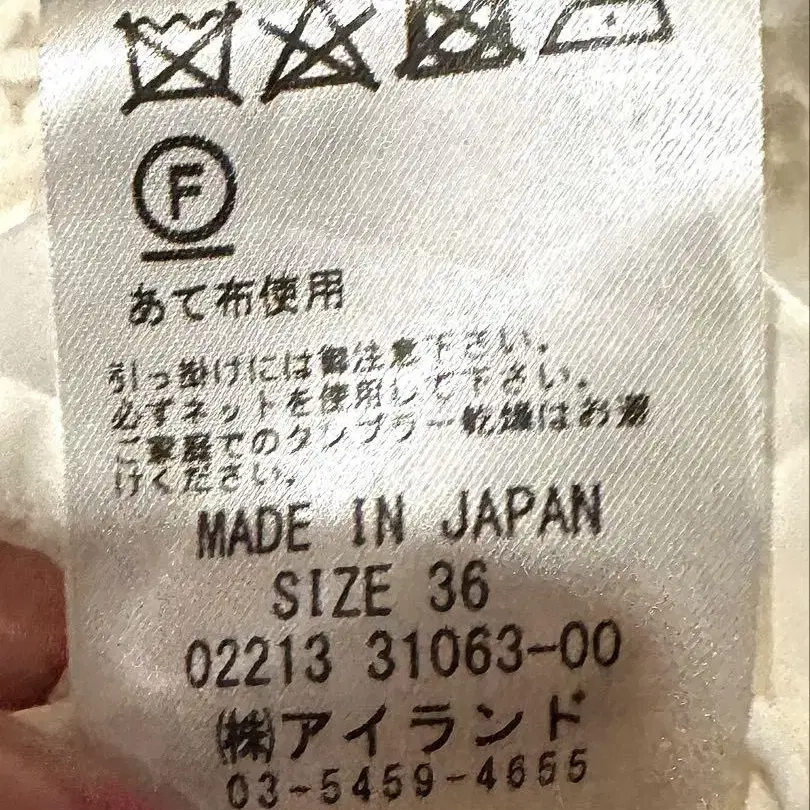 F
あて布使用
引っ掛けには御注意下さい。
必ずネットを使用して下さい。
ご家庭でのタンブラー乾燥はお避
けください。
MADE IN JAPAN
SIZE 36
02213 31063-00
㈱アイランド
03-5459-4655